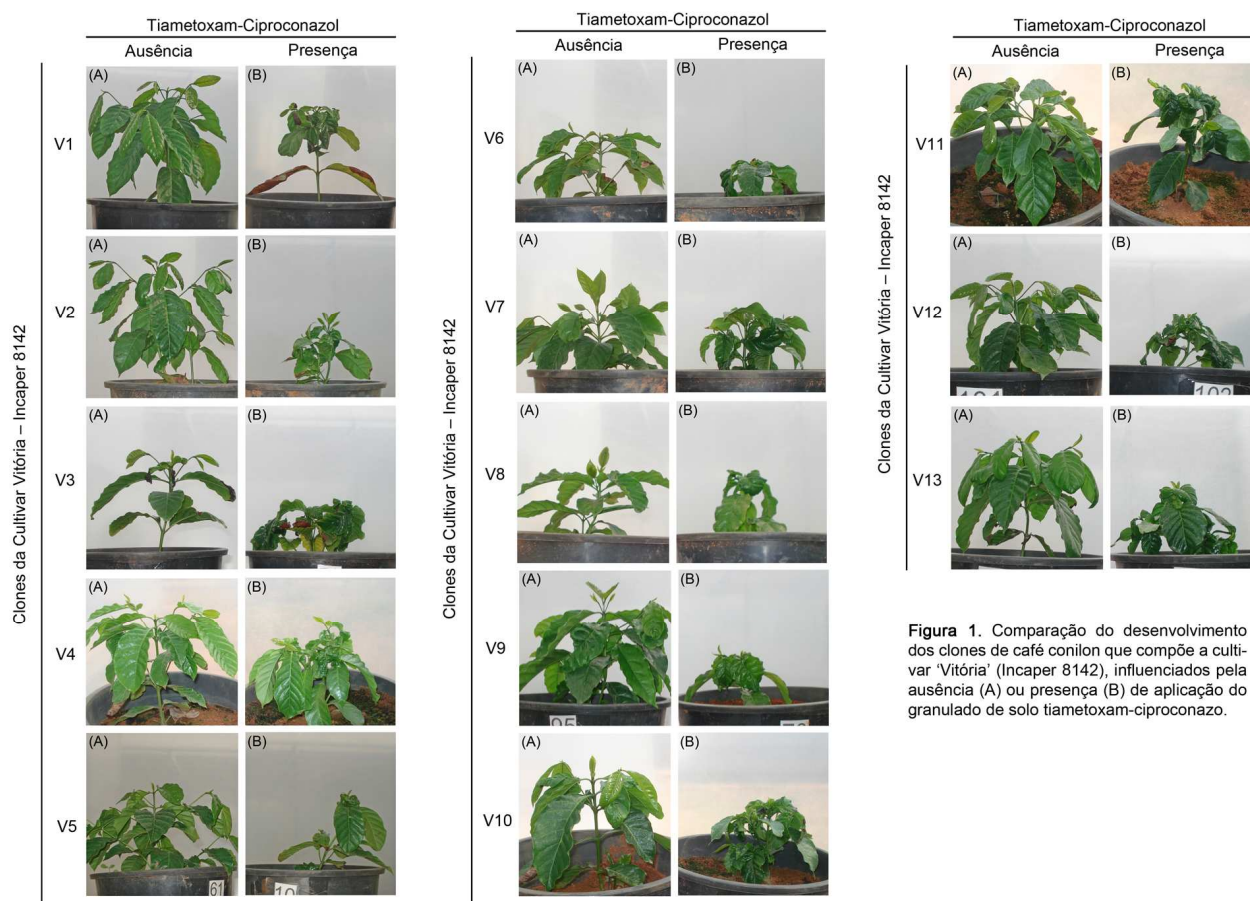 Tiametoxam-Ciproconazol
Ausência Presença
Clones da Cultivar Vitória – Incaper 8142
V1 (A) (B)
V2 (A) (B)
V3 (A) (B)
V4 (A) (B)
V5 (A) (B)
61
Tiametoxam-Ciproconazol
Ausência Presença
Clones da Cultivar Vitória – Incaper 8142
V6 (A) (B)
V7 (A) (B)
V8 (A) (B)
V9 (A) (B)
95
V10 (A) (B)
Tiametoxam-Ciproconazol
Ausência Presença
Clones da Cultivar Vitória – Incaper 8142
V11 (A) (B)
V12 (A) (B)
102
V13 (A) (B)
Figura 1. Comparação do desenvolvimento
dos clones de café conilon que compõe a culti-
var ‘Vitória’ (Incaper 8142), influenciados pela
ausência (A) ou presença (B) de aplicação do
granulado de solo tiametoxam-ciproconazo.